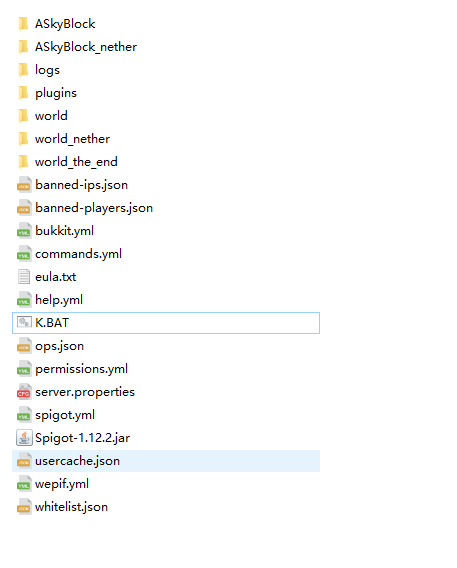 ASkyBlock
ASkyBlock_nether
logs
plugins
world
world_nether
world_the_end
banned-ips.json
banned-players.json
bukkit.yml
commands.yml
eula.txt
help.yml
K.BAT
ops.json
permissions.yml
server.properties
spigot.yml
Spigot-1.12.2.jar
usercache.json
wepif.yml
whitelist.json